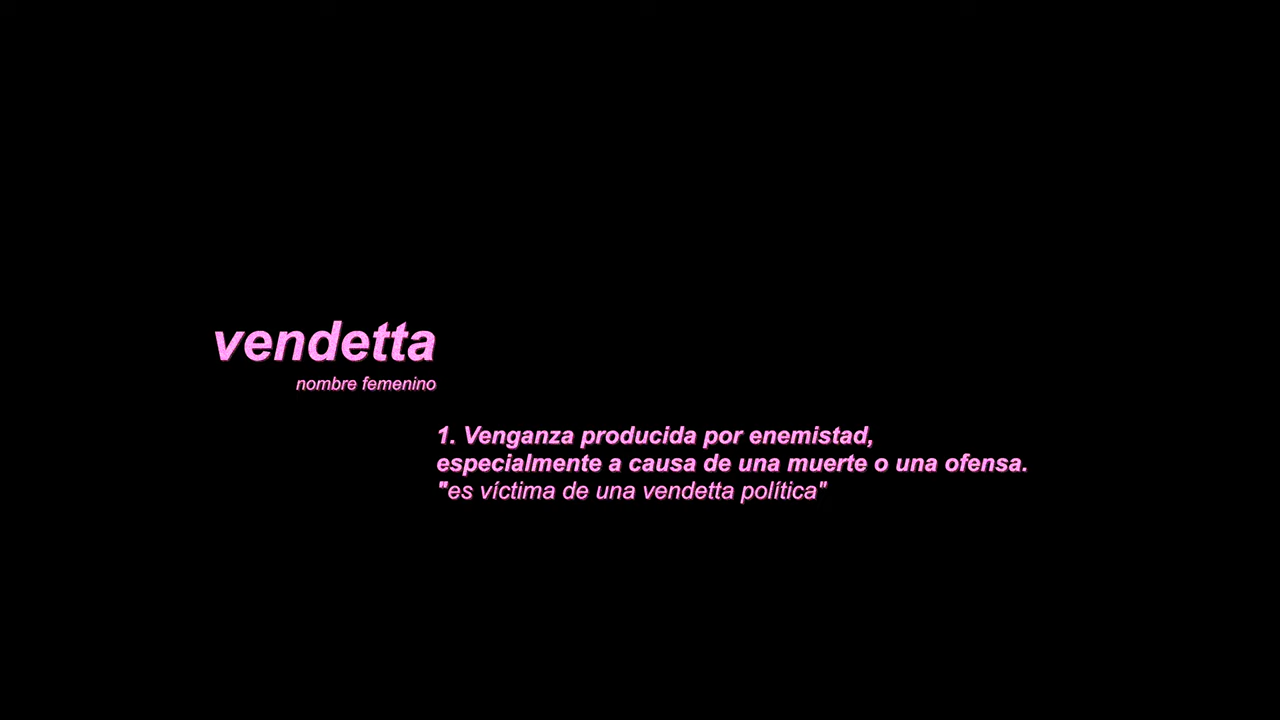 vendetta
nombre femenino
1. Venganza producida por enemistad,
especialmente a causa de una muerte o una ofensa.
"es víctima de una vendetta política"